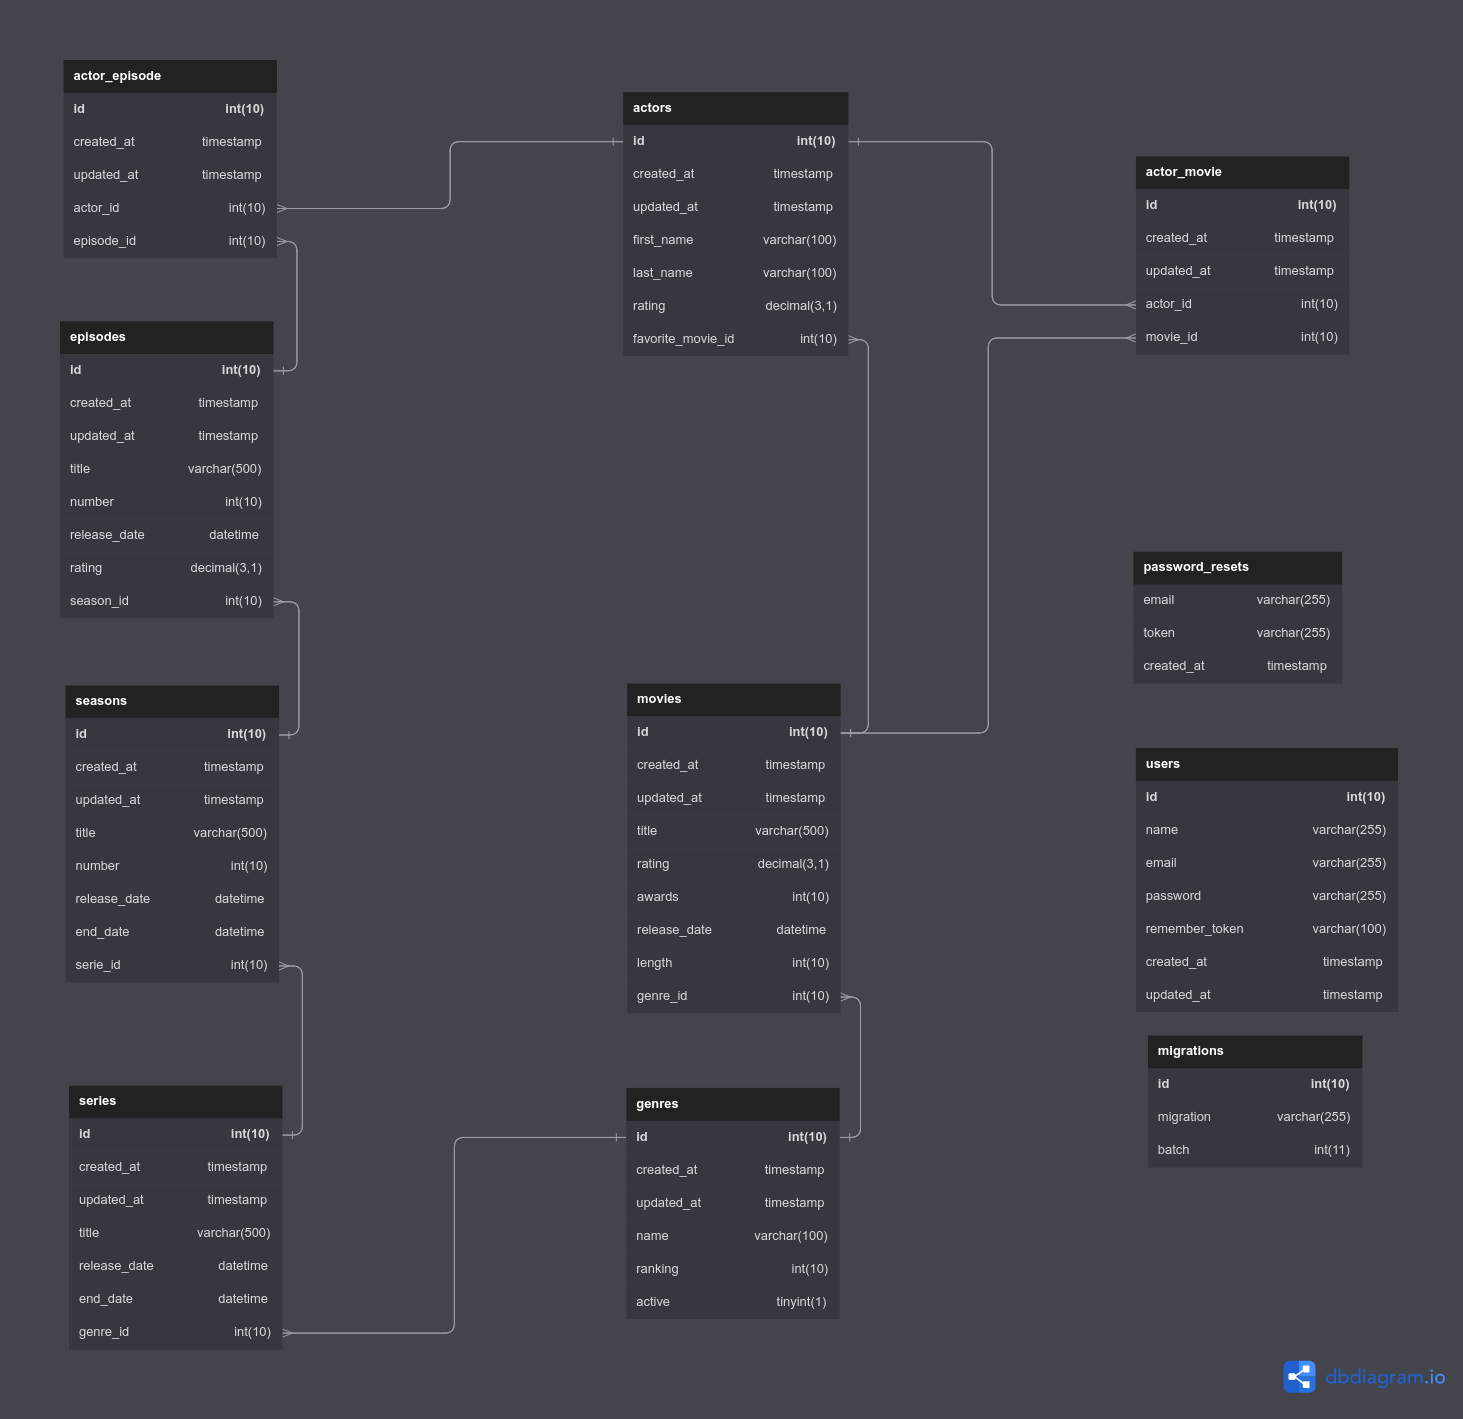 actor_episode
id int(10)
created_at timestamp
updated_at timestamp
actor_id int(10)
episode_id int(10)
episodes
id int(10)
created_at timestamp
updated_at timestamp
title varchar(500)
number int(10)
release_date datetime
rating decimal(3,1)
season_id int(10)
seasons
id int(10)
created_at timestamp
updated_at timestamp
title varchar(500)
number int(10)
release_date datetime
end_date datetime
serie_id int(10)
series
id int(10)
created_at timestamp
updated_at timestamp
title varchar(500)
release_date datetime
end_date datetime
genre_id int(10)
actors
id int(10)
created_at timestamp
updated_at timestamp
first_name varchar(100)
last_name varchar(100)
rating decimal(3,1)
favorite_movie_id int(10)
movies
id int(10)
created_at timestamp
updated_at timestamp
title varchar(500)
rating decimal(3,1)
awards int(10)
release_date datetime
length int(10)
genre_id int(10)
genres
id int(10)
created_at timestamp
updated_at timestamp
name varchar(100)
ranking int(10)
active tinyint(1)
actor_movie
id int(10)
created_at timestamp
updated_at timestamp
actor_id int(10)
movie_id int(10)
password_resets
email varchar(255)
token varchar(255)
created_at timestamp
users
id int(10)
name varchar(255)
email varchar(255)
password varchar(255)
remember_token varchar(100)
created_at timestamp
updated_at timestamp
migrations
id int(10)
migration varchar(255)
batch int(11)
dbdiagram.io